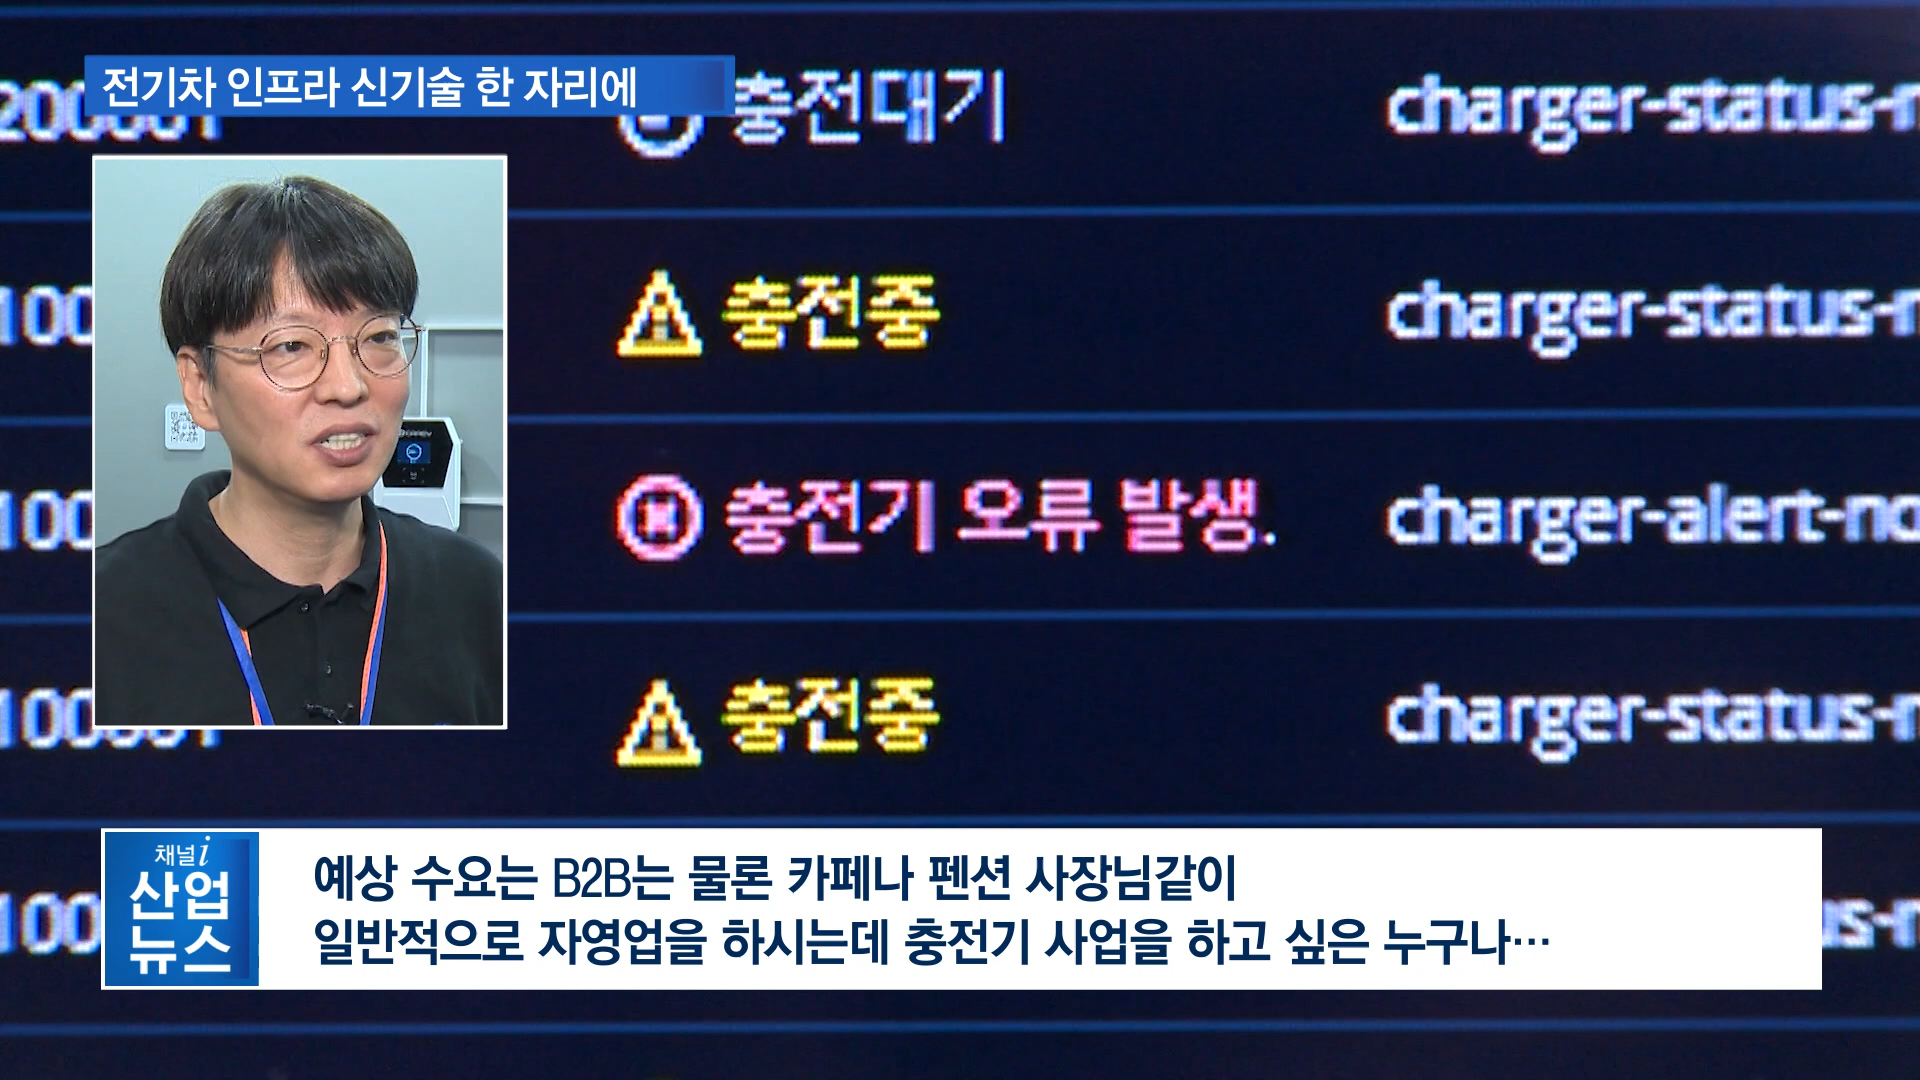 전기차 인프라 신기술 한 자리에
충전대기
charger-status-n
충전중
charger-status-n
충전기 오류 발생.
charger-alert-no
100
충전중
charger-status-n
100
채널i
산업
뉴스
예상 수요는 B2B는 물론 카페나 펜션 사장님같이
일반적으로 자영업을 하시는데 충전기 사업을 하고 싶은 누구나…